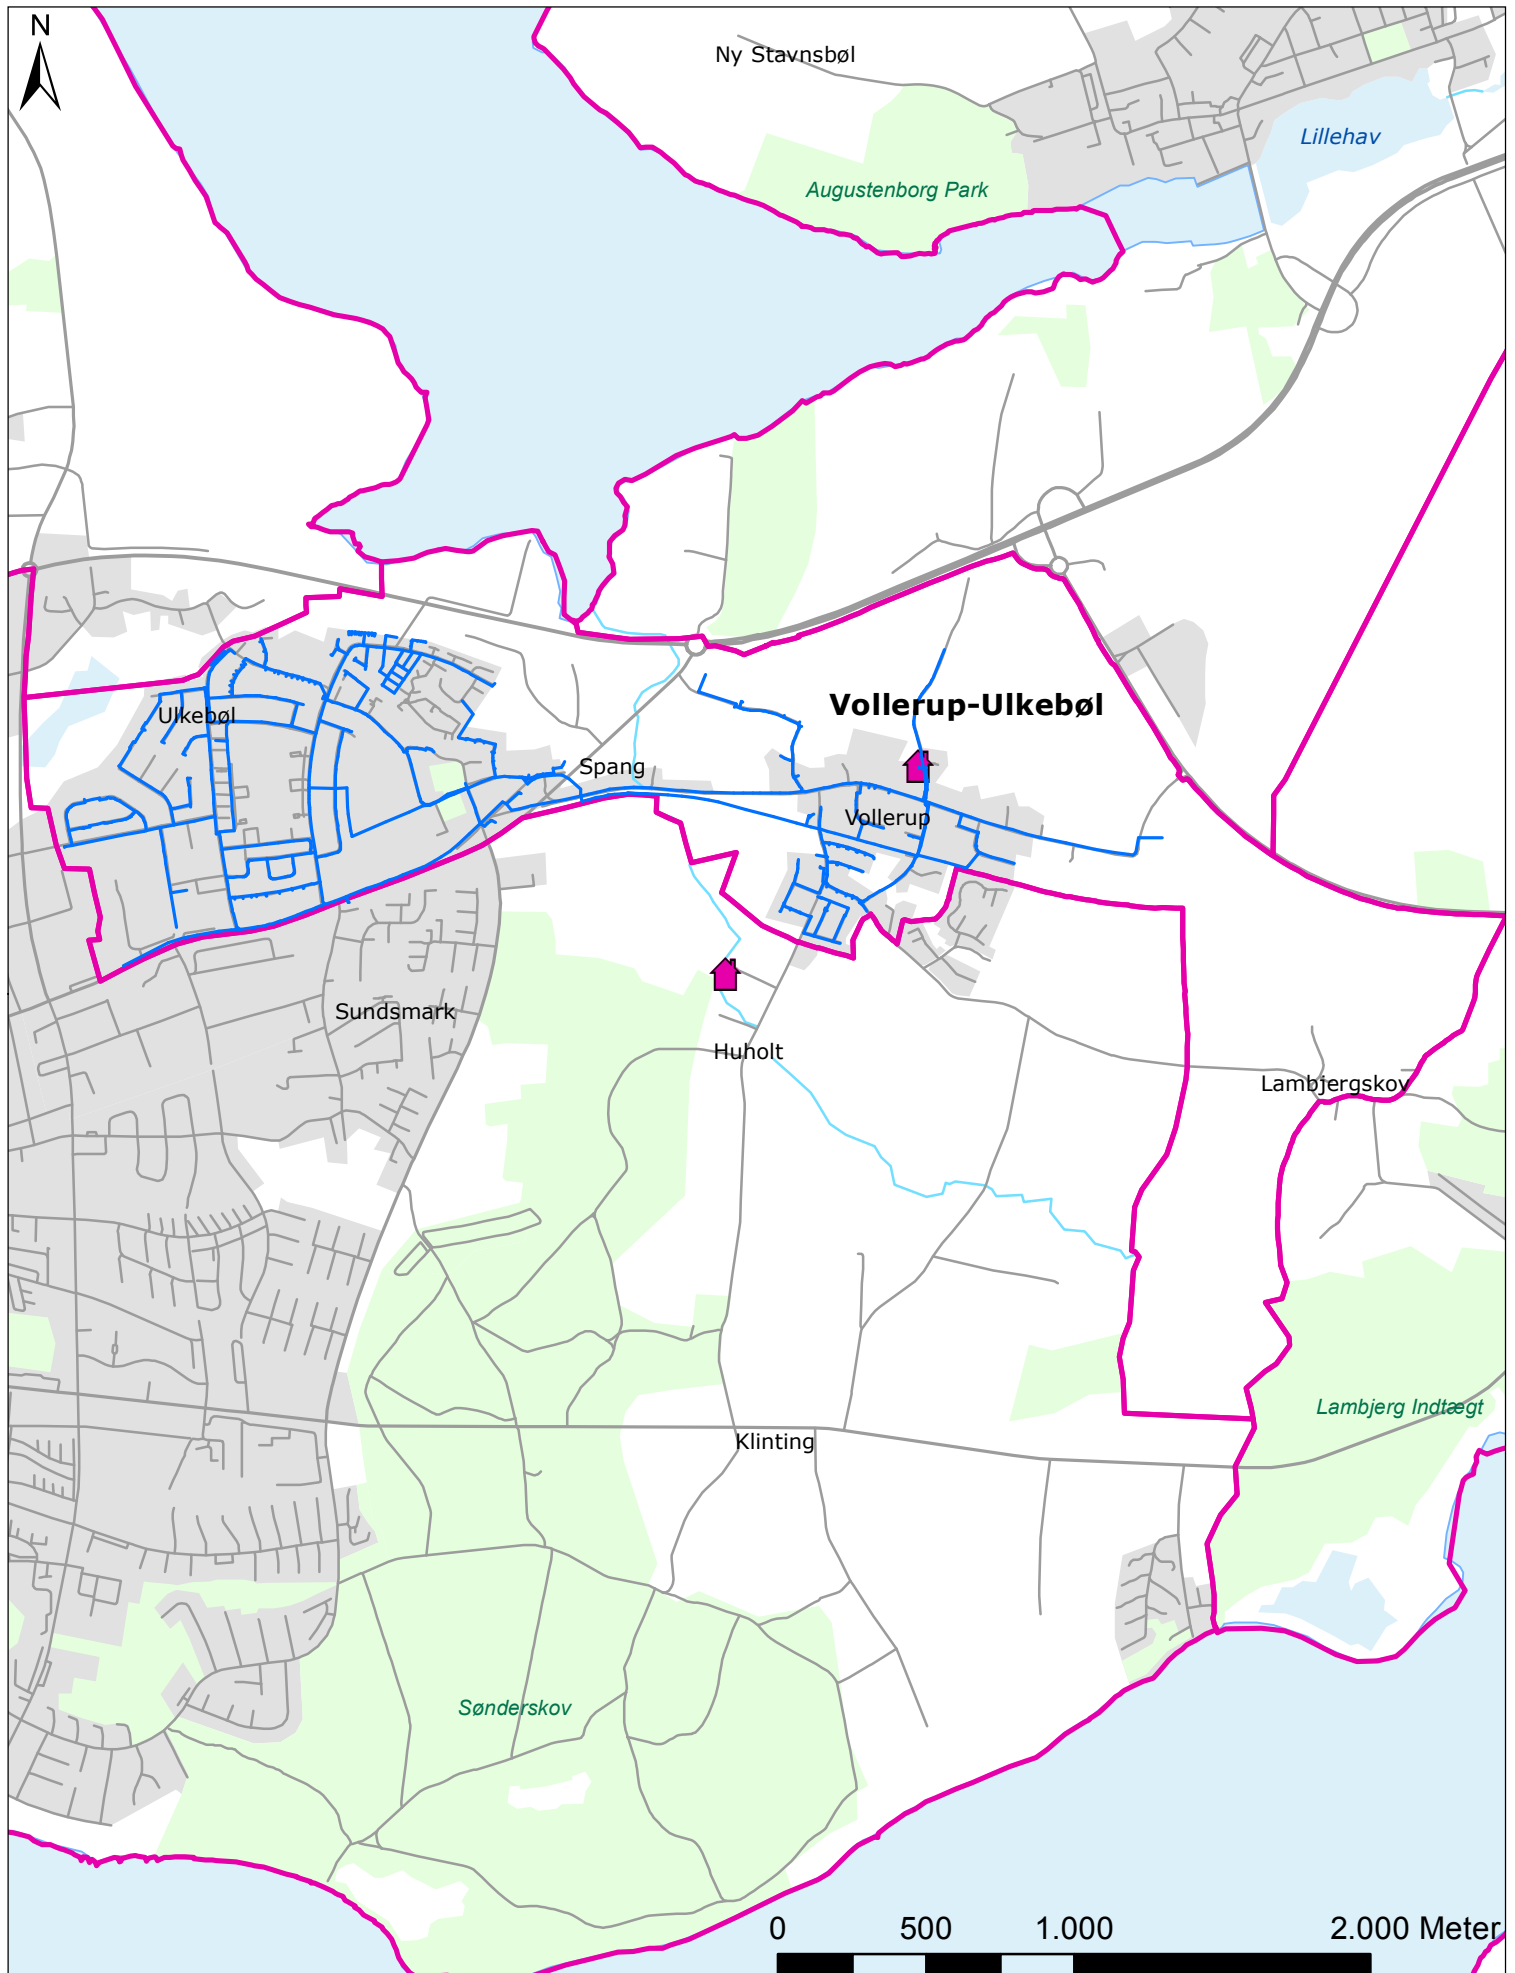 N
Ny Stavnsbøl
Lillehav
Augustenborg Park
Vollerup-Ulkebøl
Ulkebøl
Spang
Vollerup
Sundsmark
Huholt
Lambjergskov
Lambjerg Indtægt
Klinting
Sønderskov
0 500 1.000 2.000 Meter